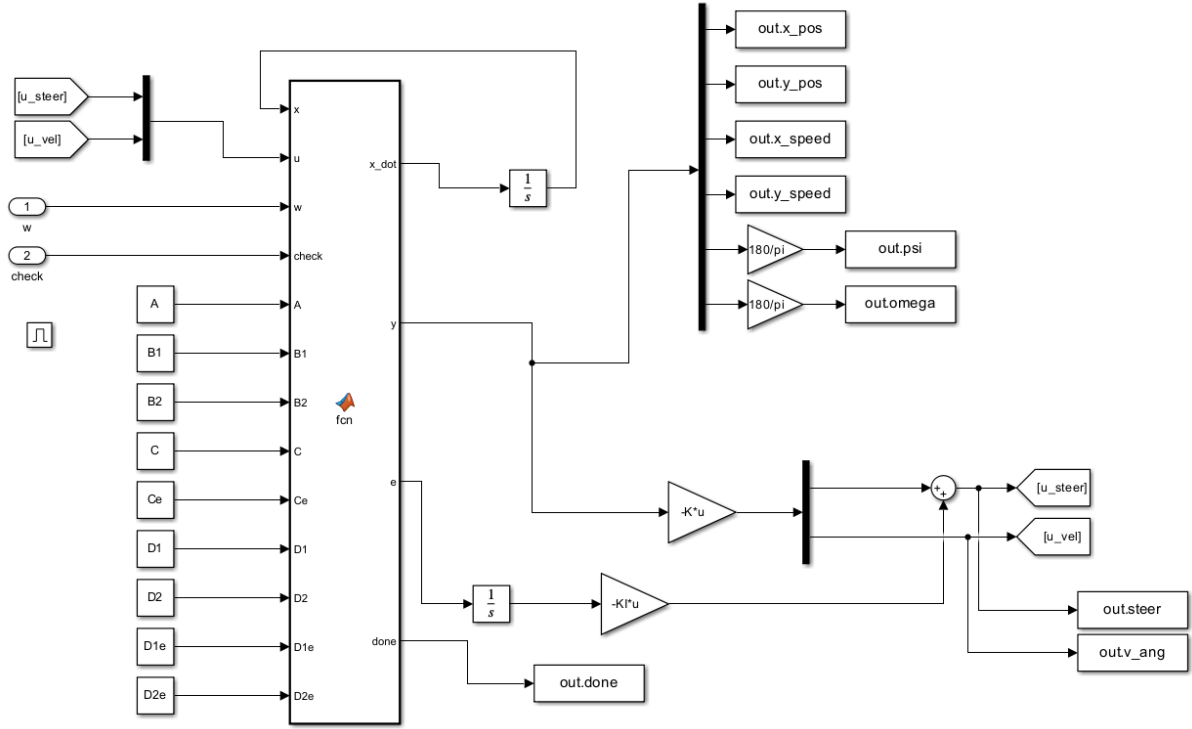 [u_steer]
[u_vel]
1
w
2
check
A
B1
B2
C
Ce
D1
D2
D1e
D2e
x
u
w
check
A
B1
B2
C
Ce
D1
D2
D1e
D2e
fcn
x_dot
y
e
done
1
s
out.x_pos
out.y_pos
out.x_speed
out.y_speed
180/pi
out.psi
180/pi
out.omega
-K*u
+
+
[u_steer]
[u_vel]
1
s
-KI*u
out.steer
out.v_ang
out.done